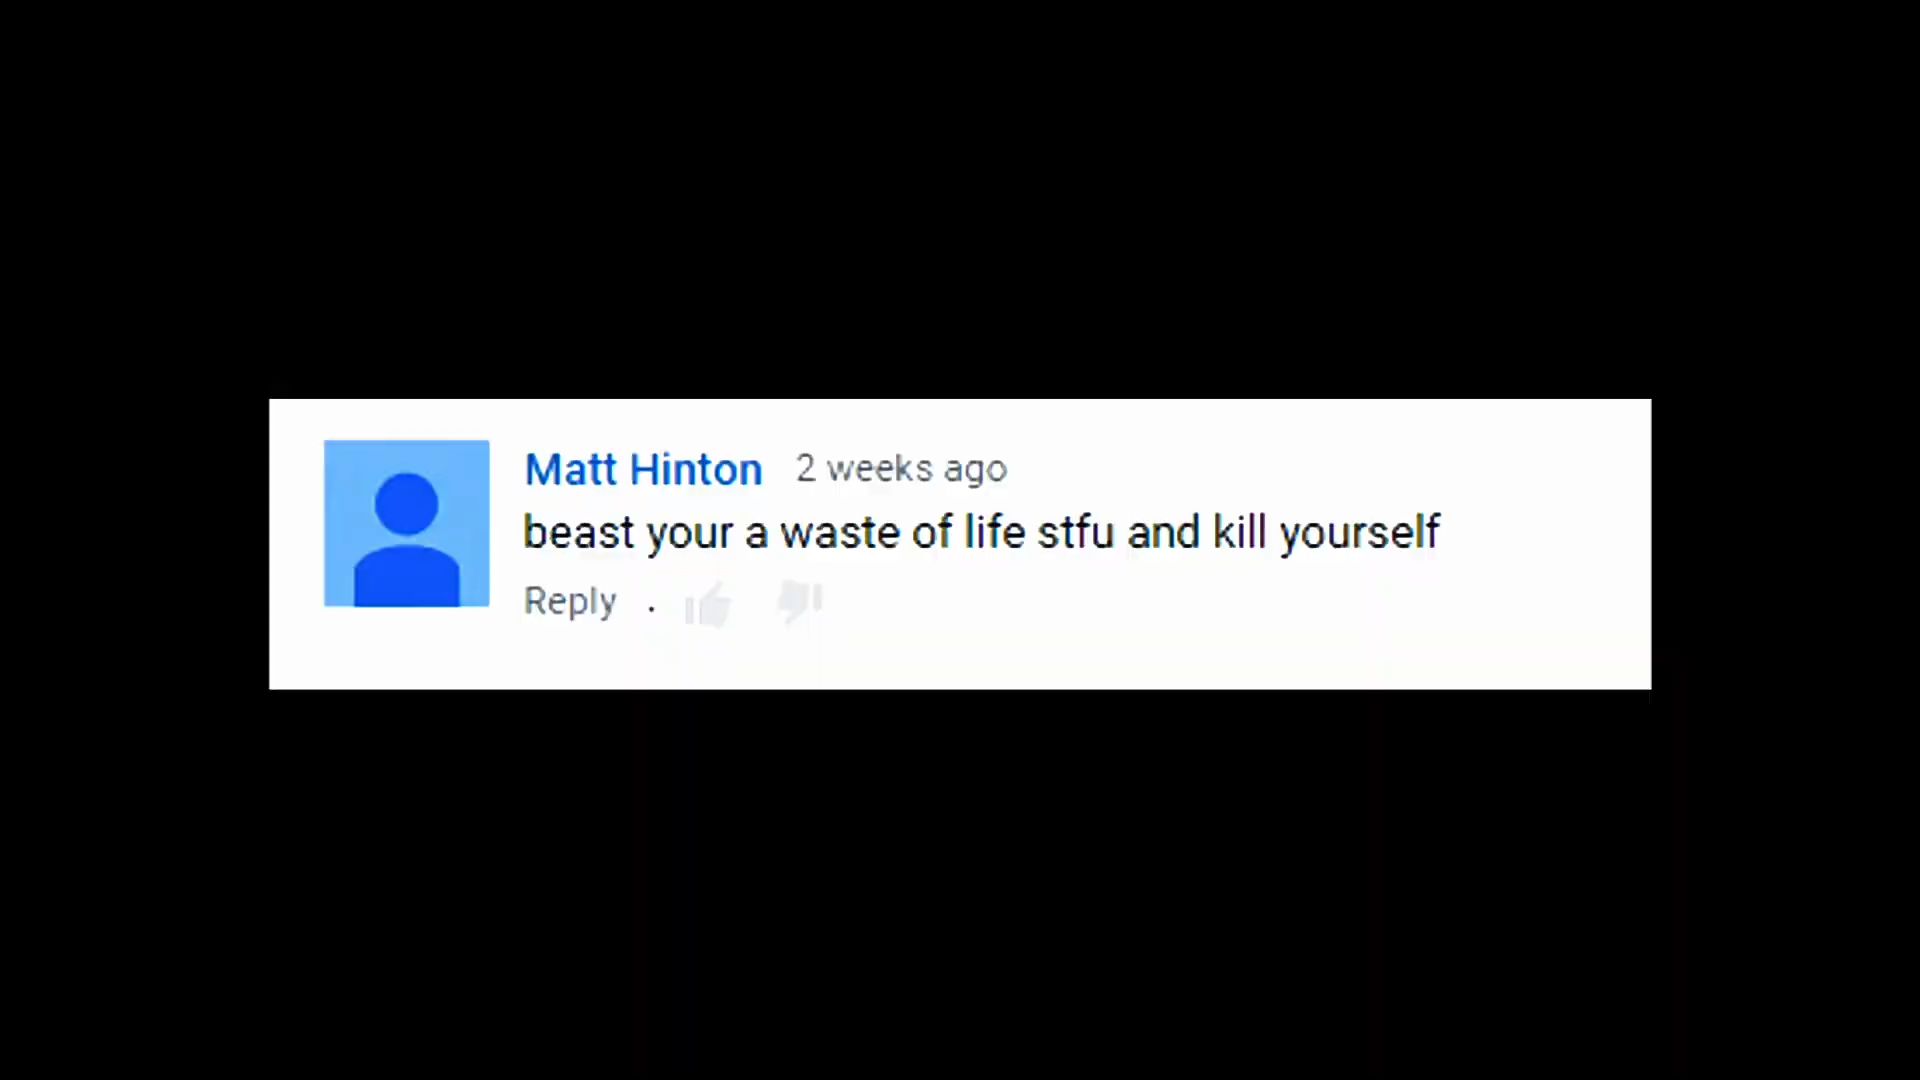 Matt Hinton 2 weeks ago
beast your a waste of life stfu and kill yourself
Reply .